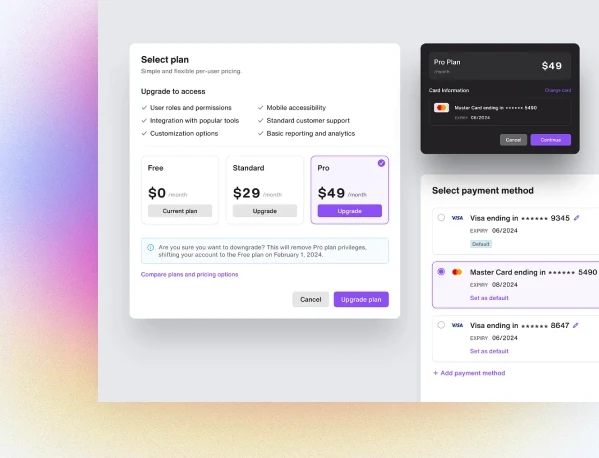 Select plan
Simple and flexible per-user pricing.
Upgrade to access
User roles and permissions
Mobile accessibility
Integration with popular tools
Standard customer support
Customization options
Basic reporting and analytics
Free
$0 /month
Current plan
Standard
$29 /month
Upgrade
Pro
$49 /month
Upgrade
Are you sure you want to downgrade? This will remove Pro plan privileges,
shifting your account to the Free plan on February 1, 2024.
Compare plans and pricing options
Cancel
Upgrade plan
Pro Plan
/month
$49
Card Information
Change card
Master Card ending in ****** 5490
EXPIRY 06/2024
Cancel
Continue
Select payment method
VISA
Visa ending in ****** 9345
EXPIRY 06/2024
Default
Master Card ending in ****** 5490
EXPIRY 08/2024
Set as default
VISA
Visa ending in ****** 8647
EXPIRY 06/2024
Set as default
+ Add payment method